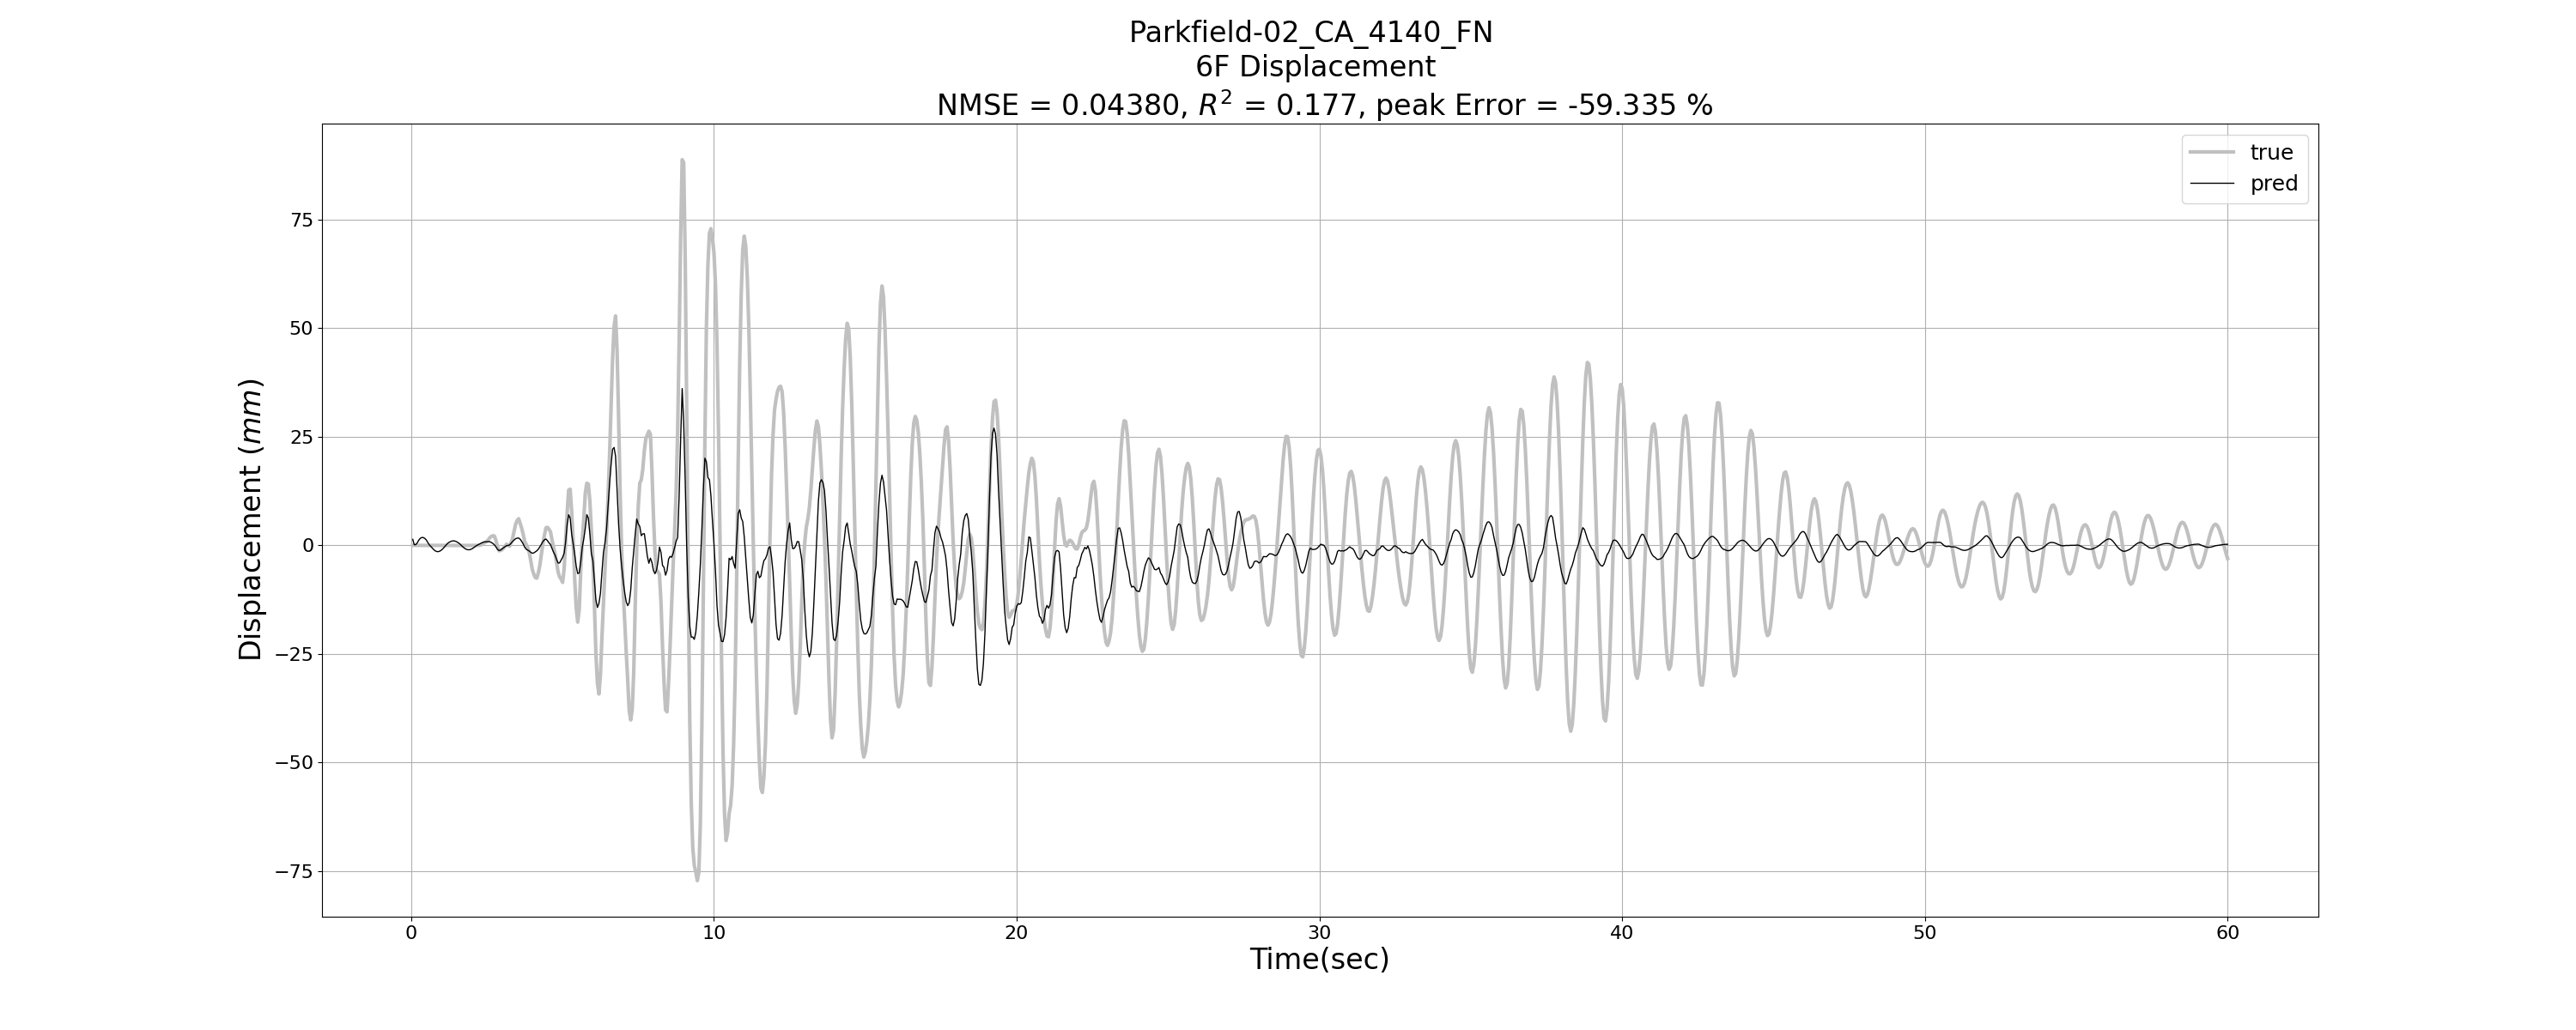 Parkfield-02_CA_4140_FN
6F Displacement
NMSE = 0.04380, R² = 0.177, peak Error = -59.335 %
true
pred
75
50
25
0
−25
−50
−75
Displacement (mm)
0 10 20 30 40 50 60
Time(sec)